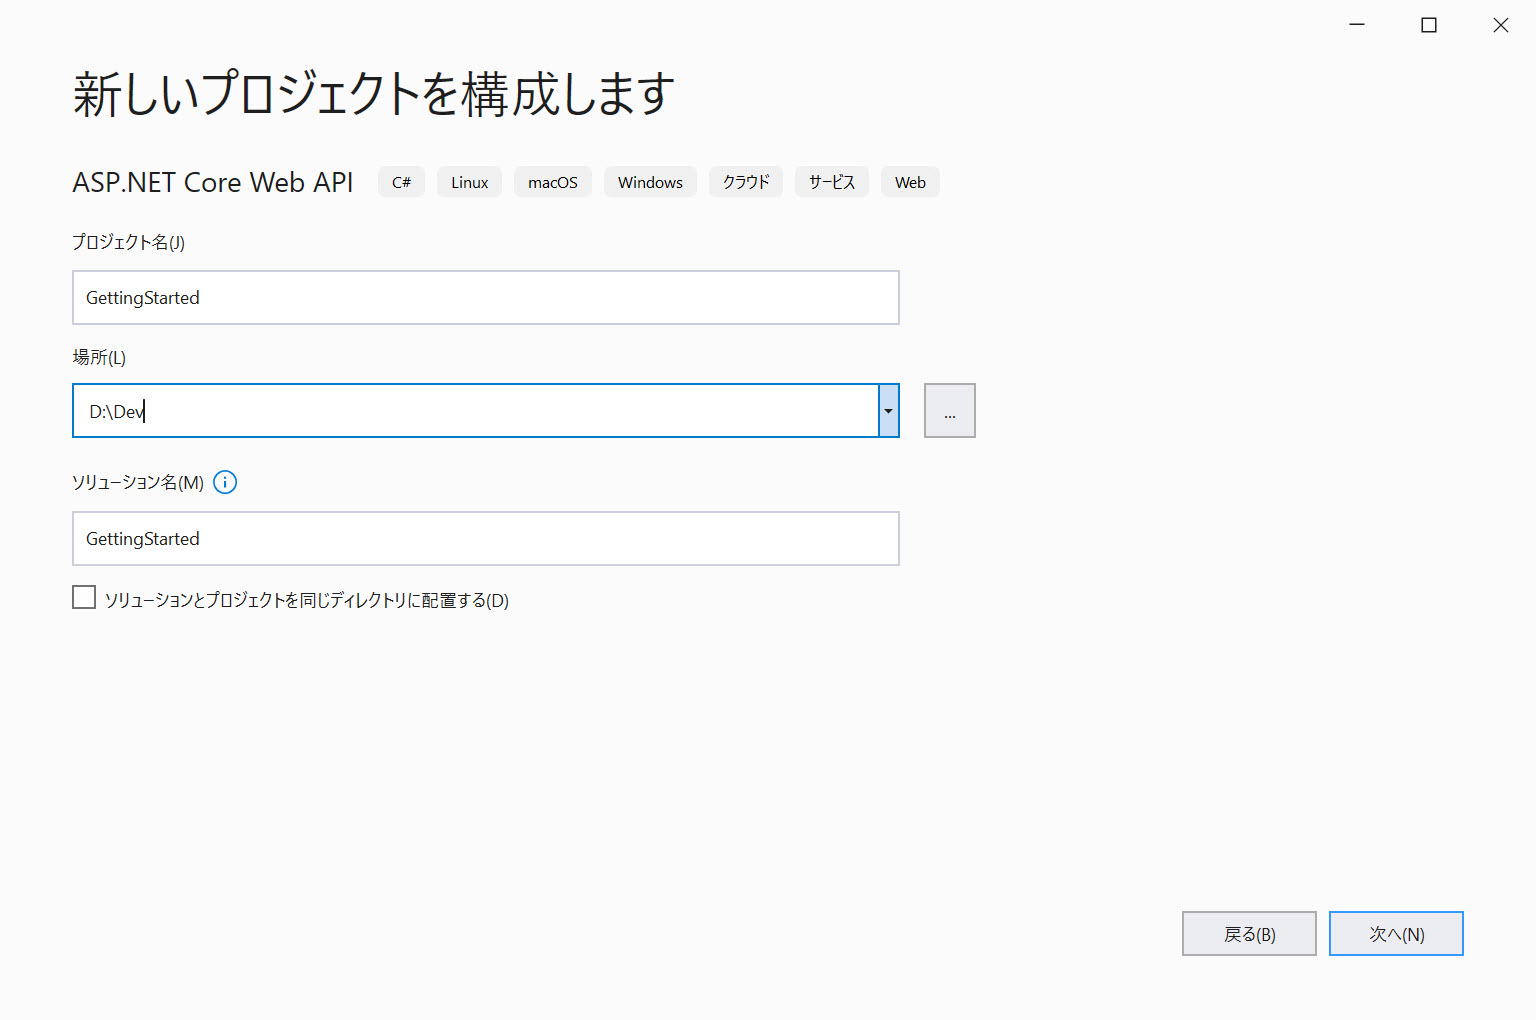 新しいプロジェクトを構成します
ASP.NET Core Web API C# Linux macOS Windows クラウド サービス Web
プロジェクト名(J)
GettingStarted
場所(L)
D:\Dev
...
ソリューション名(M)
GettingStarted
ソリューションとプロジェクトを同じディレクトリに配置する(D)
戻る(B) 次へ(N)